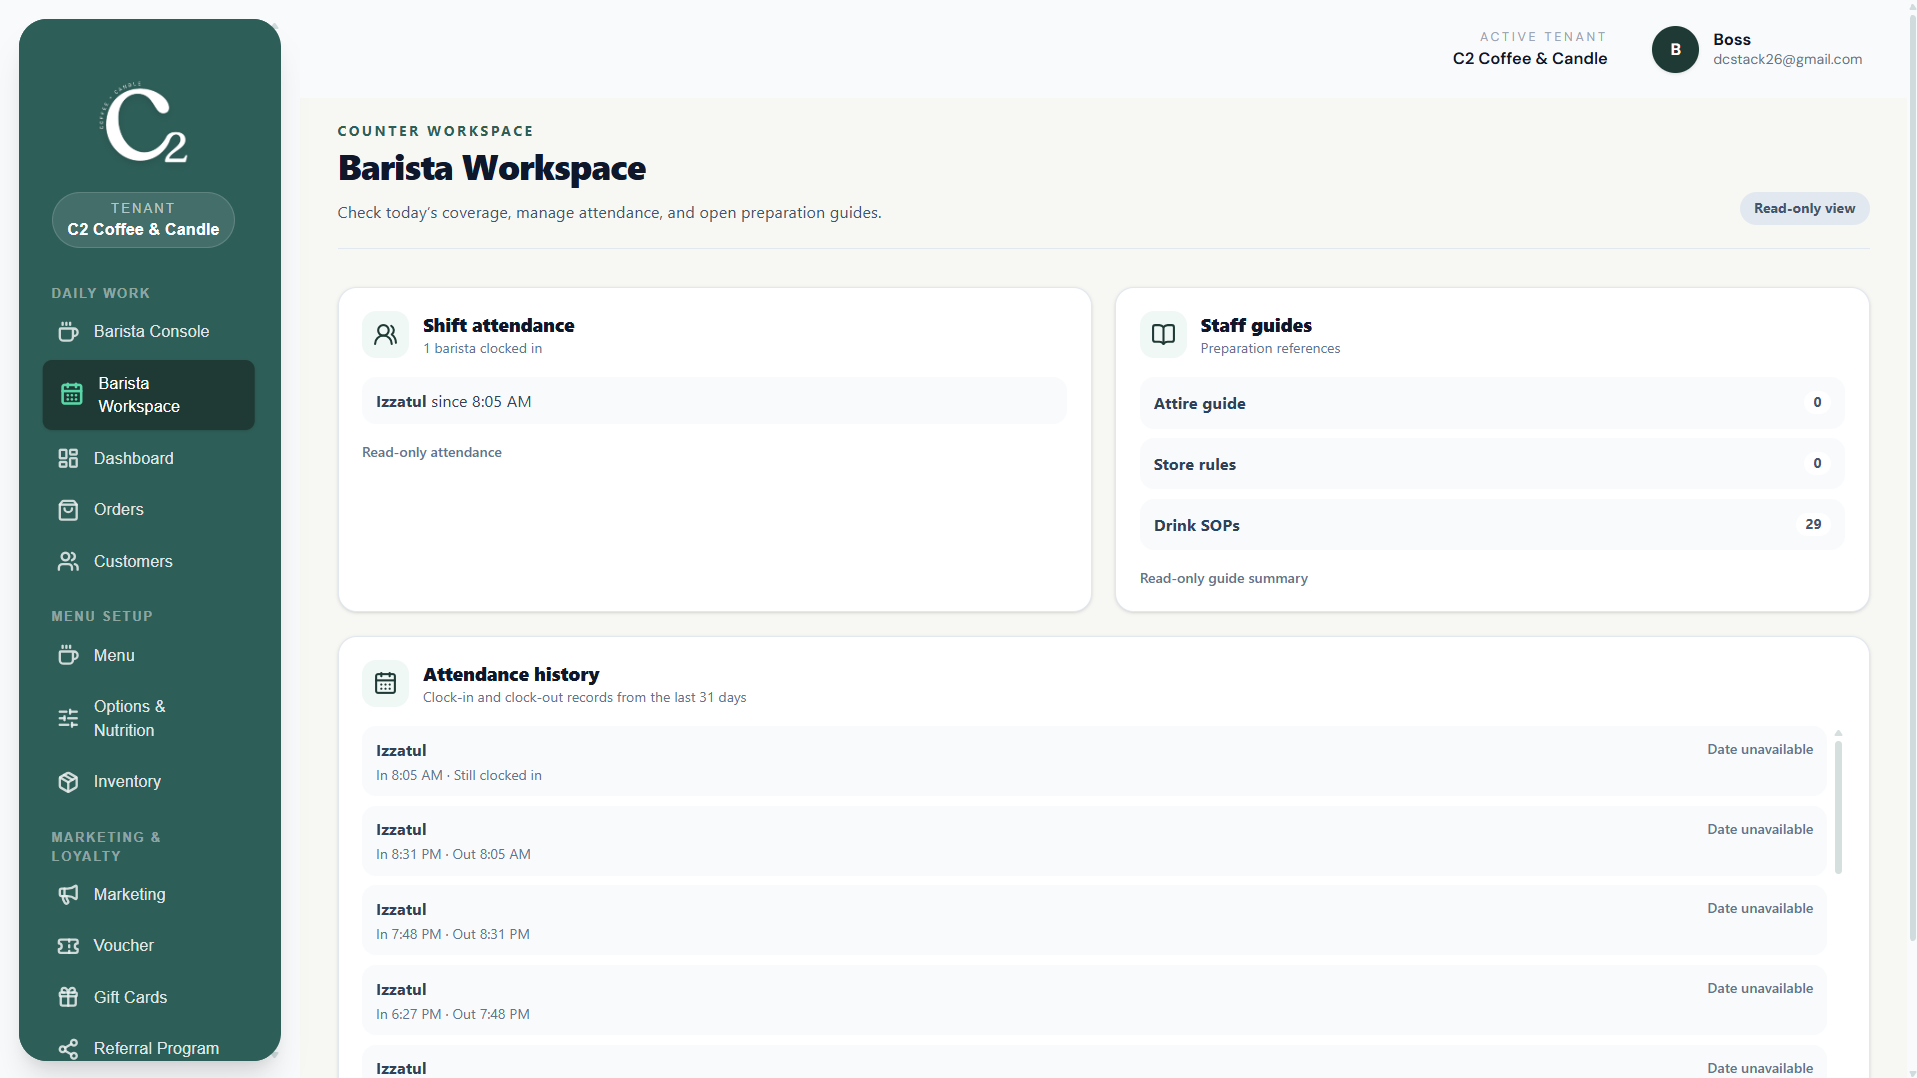 COFFEE + CANDLE
C2
TENANT
C2 Coffee & Candle
DAILY WORK
Barista Console
Barista
Workspace
Dashboard
Orders
Customers
MENU SETUP
Menu
Options &
Nutrition
Inventory
MARKETING &
LOYALTY
Marketing
Voucher
Gift Cards
Referral Program
ACTIVE TENANT
C2 Coffee & Candle
B
Boss
dcstack26@gmail.com
COUNTER WORKSPACE
Barista Workspace
Check today's coverage, manage attendance, and open preparation guides.
Read-only view
Shift attendance
1 barista clocked in
Izzatul since 8:05 AM
Read-only attendance
Staff guides
Preparation references
Attire guide 0
Store rules 0
Drink SOPs 29
Read-only guide summary
Attendance history
Clock-in and clock-out records from the last 31 days
Izzatul Date unavailable
In 8:05 AM · Still clocked in
Izzatul Date unavailable
In 8:31 PM · Out 8:05 AM
Izzatul Date unavailable
In 7:48 PM · Out 8:31 PM
Izzatul Date unavailable
In 6:27 PM · Out 7:48 PM
Izzatul Date unavailable